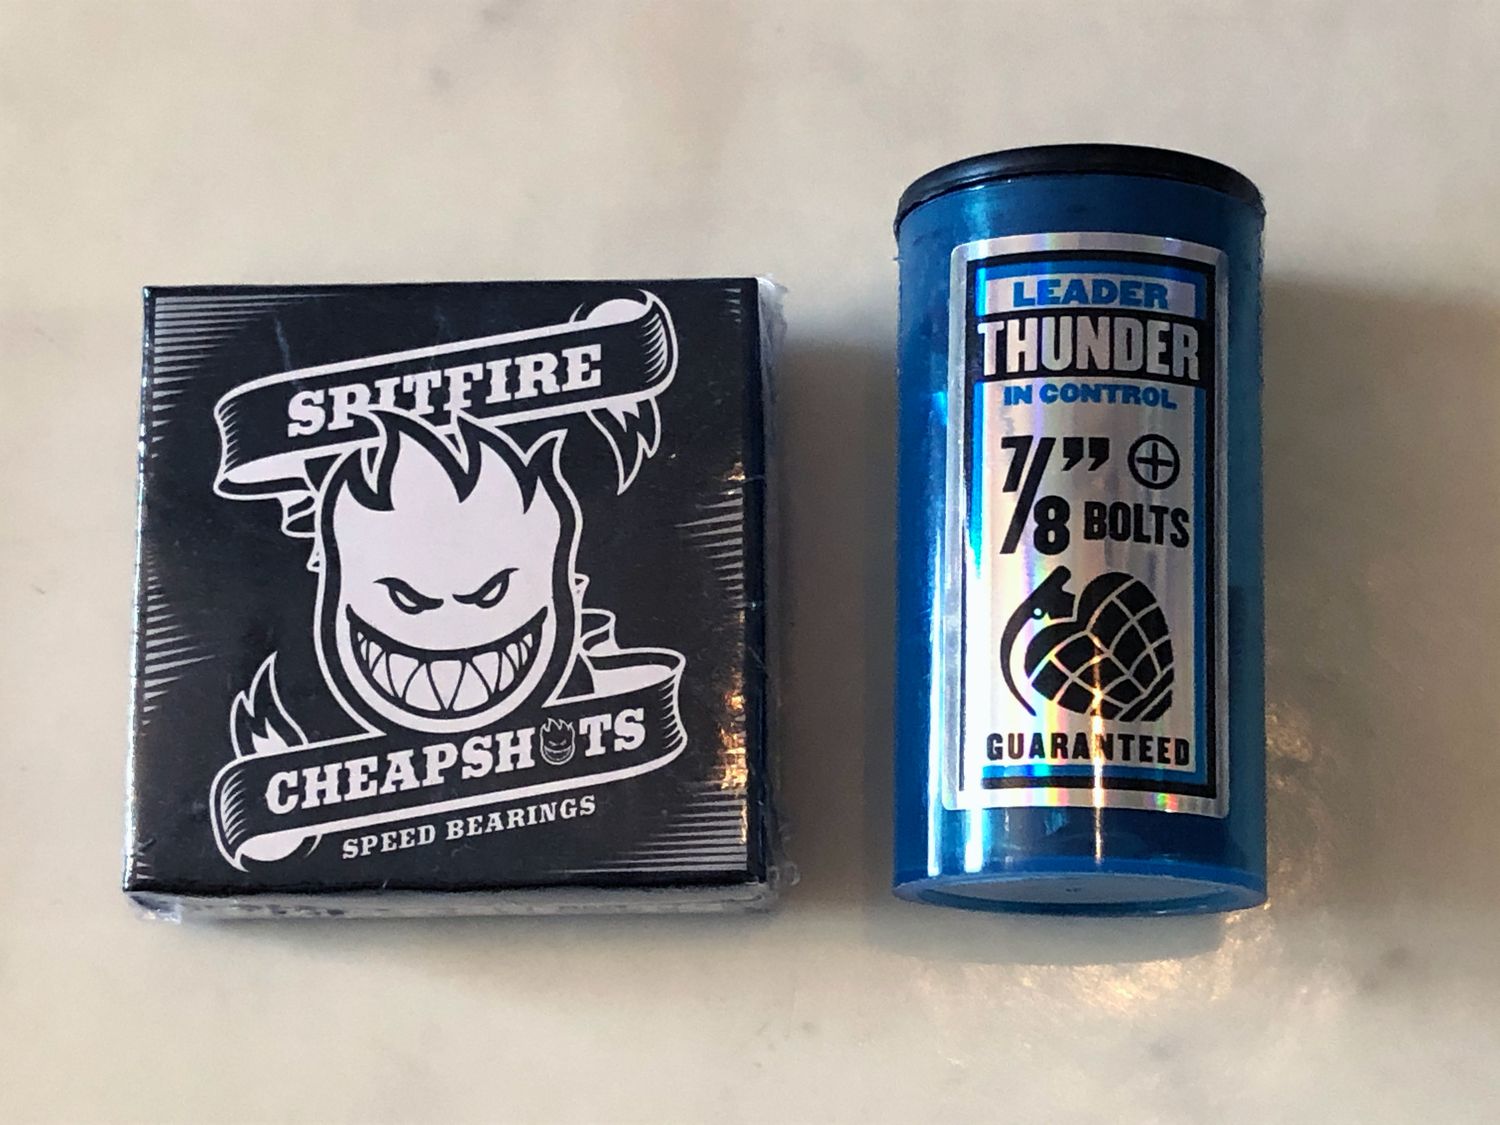 SPITFIRE
CHEAPSHOTS
SPEED BEARINGS
LEADER
THUNDER
IN CONTROL
7/8" BOLTS
GUARANTEED